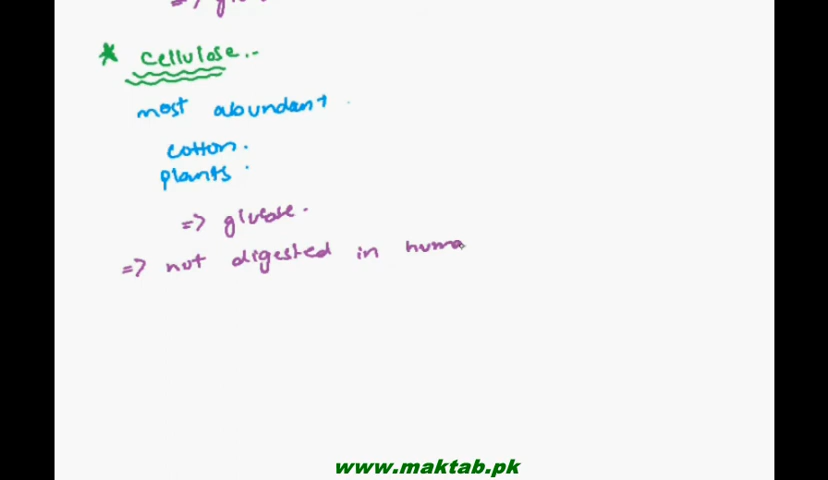 * Cellulose.-
most abundant.
cotton.
plants.
=> glucose.
=> not digested in huma
www.maktab.pk